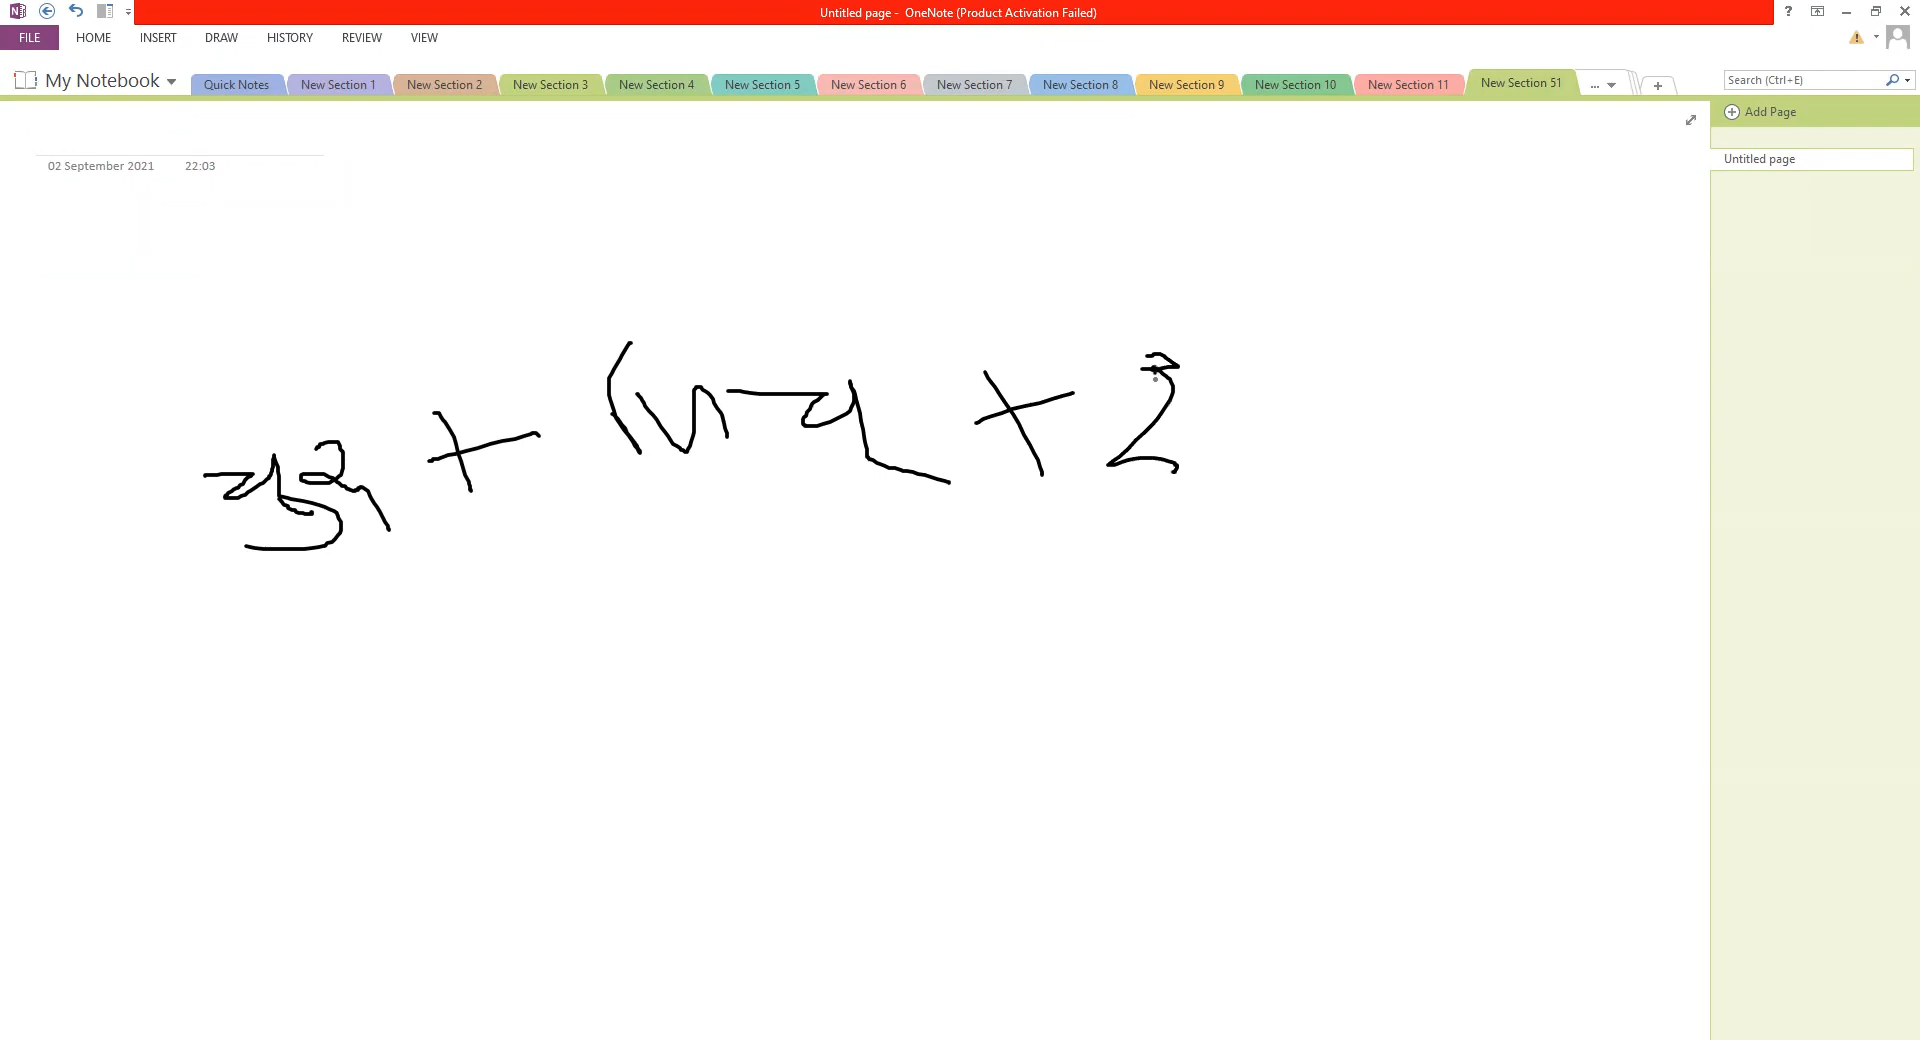 Untitled page - OneNote (Product Activation Failed)
FILE HOME INSERT DRAW HISTORY REVIEW VIEW
My Notebook Quick Notes New Section 1 New Section 2 New Section 3 New Section 4 New Section 5 New Section 6 New Section 7 New Section 8 New Section 9 New Section 10 New Section 11 New Section 51 ... Search (Ctrl+E)
Add Page
02 September 2021 22:03
Untitled page